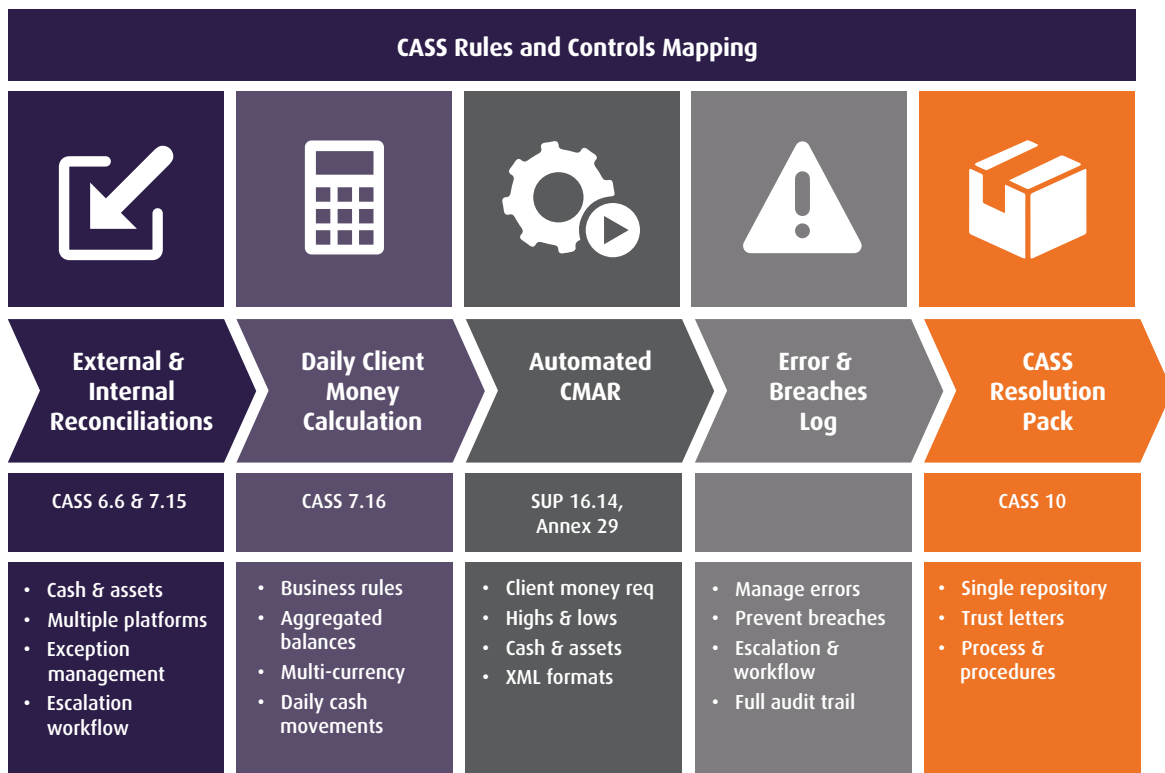 CASS Rules and Controls Mapping
External &
Internal
Reconciliations
Daily Client
Money
Calculation
Automated
CMAR
Error &
Breaches
Log
CASS
Resolution
Pack
CASS 6.6 & 7.15
CASS 7.16
SUP 16.14,
Annex 29
CASS 10
• Cash & assets
• Multiple platforms
• Exception
management
• Escalation
workflow
• Business rules
• Aggregated
balances
• Multi-currency
• Daily cash
movements
• Client money req
• Highs & lows
• Cash & assets
• XML formats
• Manage errors
• Prevent breaches
• Escalation &
workflow
• Full audit trail
• Single repository
• Trust letters
• Process &
procedures